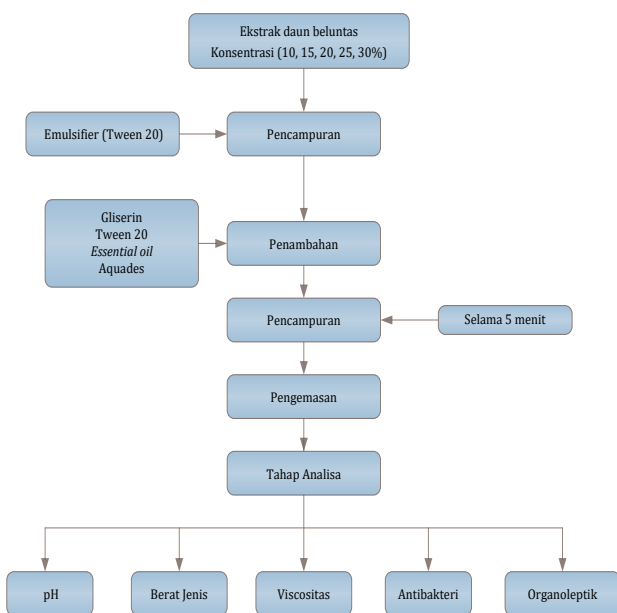 Ekstrak daun beluntas
Konsentrasi (10, 15, 20, 25, 30%)
Emulsifier (Tween 20)
Pencampuran
Gliserin
Tween 20
Essential oil
Aquades
Penambahan
Pencampuran
Selama 5 menit
Pengemasan
Tahap Analisa
pH
Berat Jenis
Viscositas
Antibakteri
Organoleptik